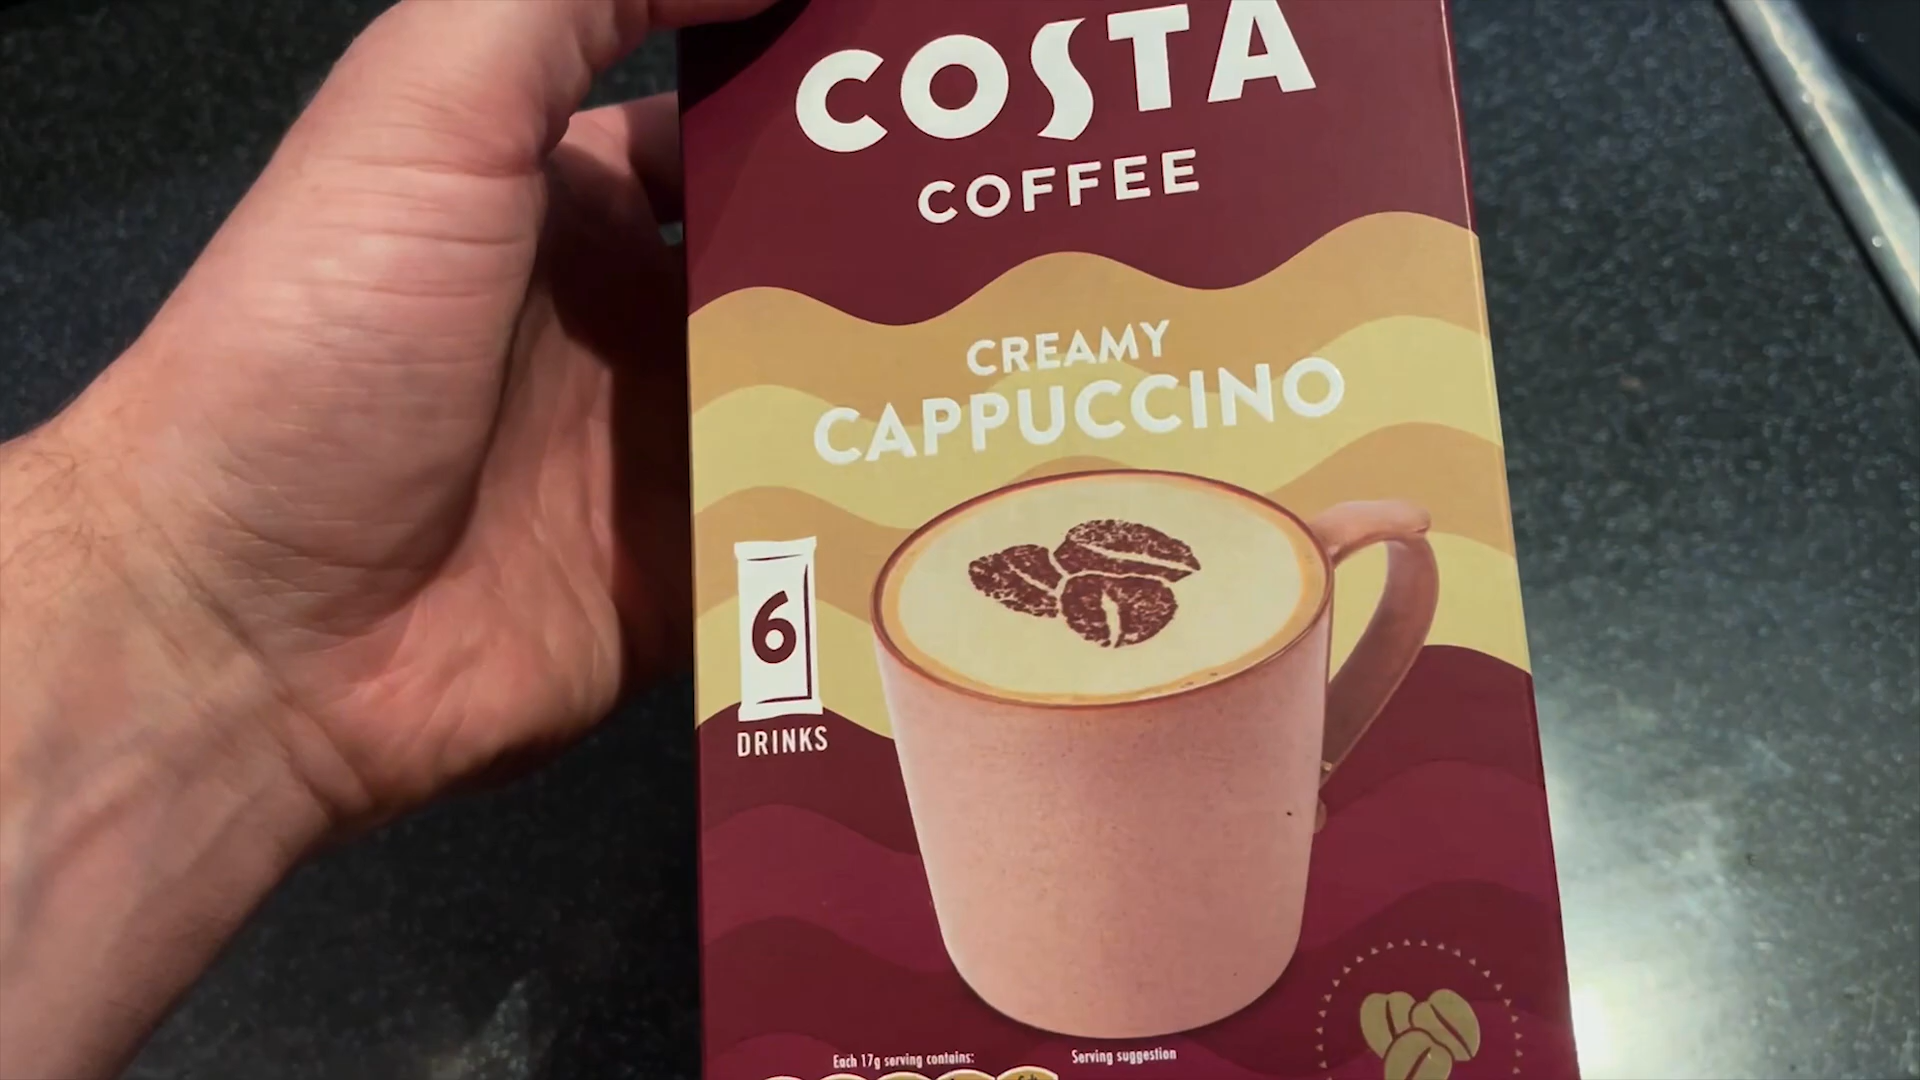 COSTA
COFFEE
CREAMY
CAPPUCCINO
6
DRINKS
Each 17g serving contains:
Serving suggestion